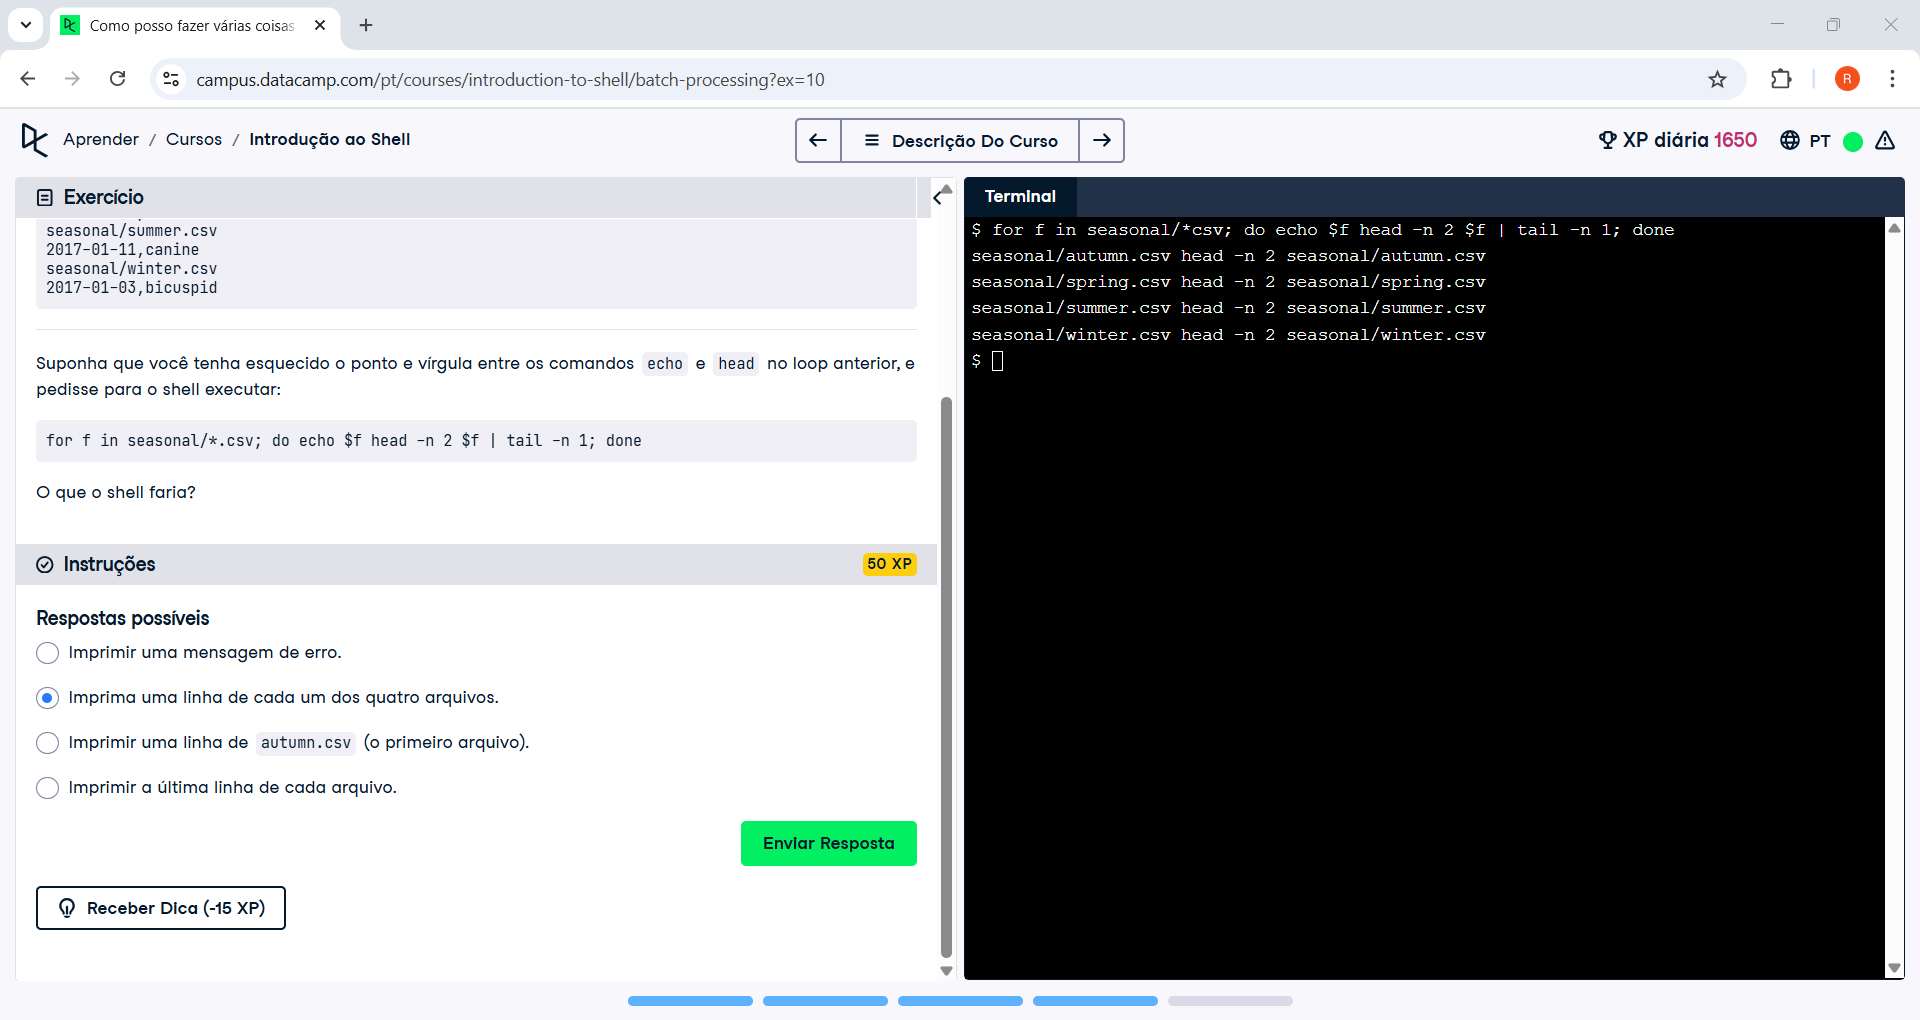 Como posso fazer várias coisas
campus.datacamp.com/pt/courses/introduction-to-shell/batch-processing?ex=10
R
Aprender / Cursos / Introdução ao Shell
Descrição Do Curso
XP diária 1650
PT
Exercício
seasonal/summer.csv
2017-01-11,canine
seasonal/winter.csv
2017-01-03,bicuspid
Suponha que você tenha esquecido o ponto e vírgula entre os comandos echo e head no loop anterior, e
pedisse para o shell executar:
for f in seasonal/*.csv; do echo $f head -n 2 $f | tail -n 1; done
O que o shell faria?
Instruções
50 XP
Respostas possíveis
Imprimir uma mensagem de erro.
Imprima uma linha de cada um dos quatro arquivos.
Imprimir uma linha de autumn.csv (o primeiro arquivo).
Imprimir a última linha de cada arquivo.
Enviar Resposta
Receber Dica (-15 XP)
Terminal
$ for f in seasonal/*csv; do echo $f head -n 2 $f | tail -n 1; done
seasonal/autumn.csv head -n 2 seasonal/autumn.csv
seasonal/spring.csv head -n 2 seasonal/spring.csv
seasonal/summer.csv head -n 2 seasonal/summer.csv
seasonal/winter.csv head -n 2 seasonal/winter.csv
$